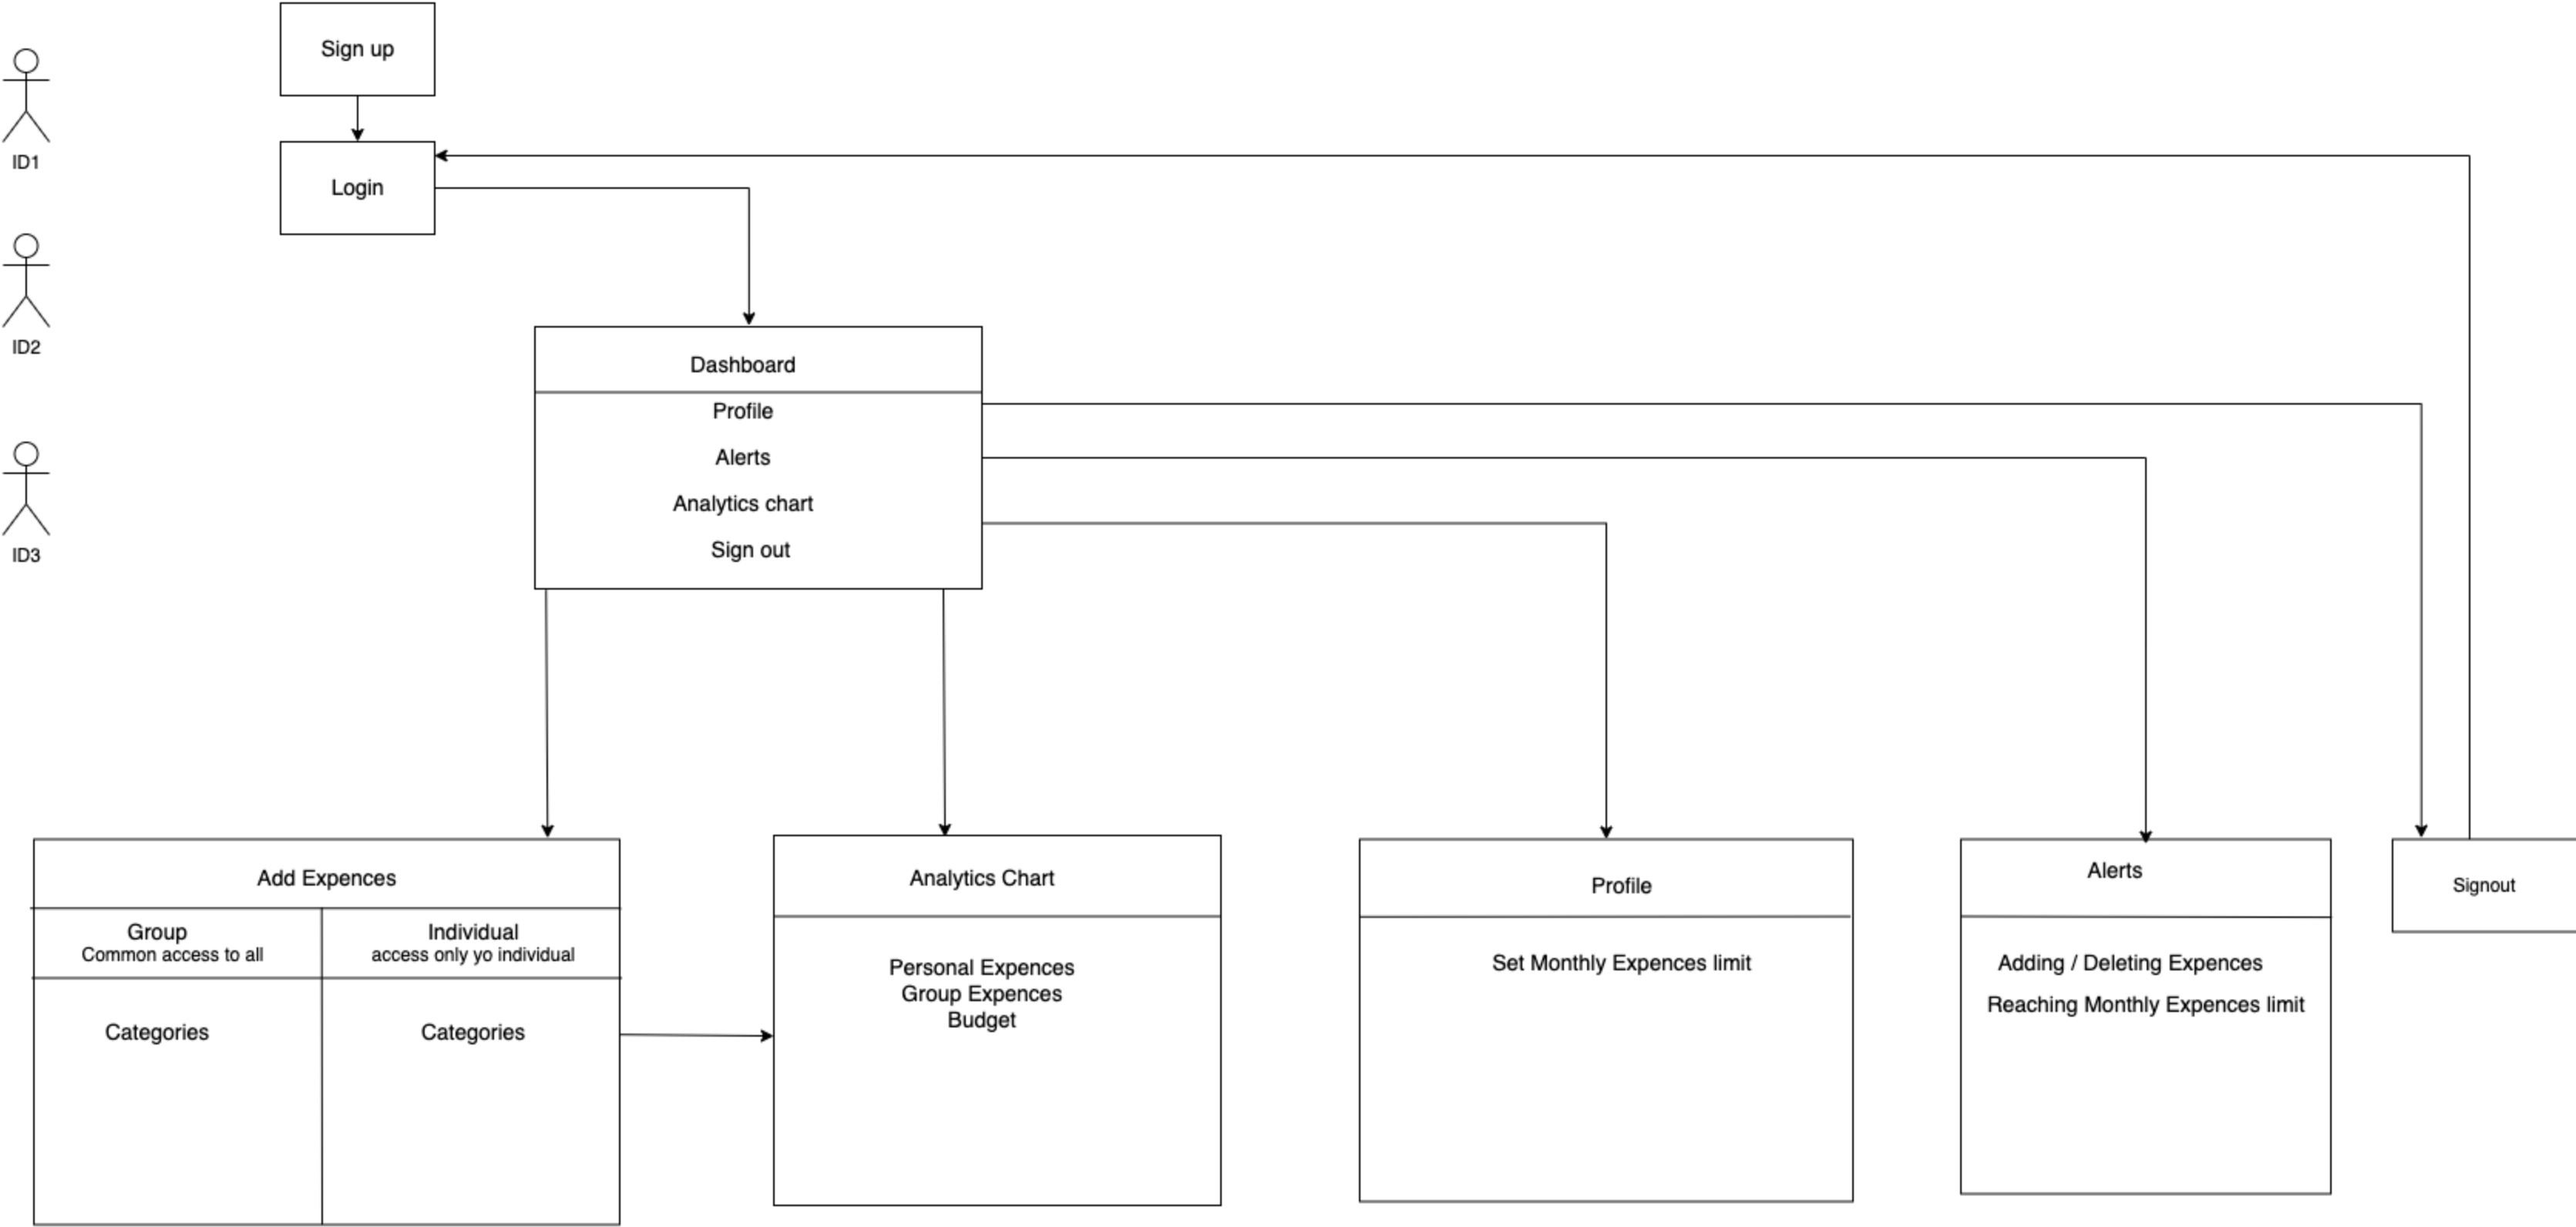 Sign up
ID1
Login
ID2
Dashboard
Profile
Alerts
Analytics chart
Sign out
ID3
Add Expences
Group
Common access to all
Individual
access only yo individual
Categories
Categories
Analytics Chart
Personal Expences
Group Expences
Budget
Profile
Set Monthly Expences limit
Alerts
Adding / Deleting Expences
Reaching Monthly Expences limit
Signout